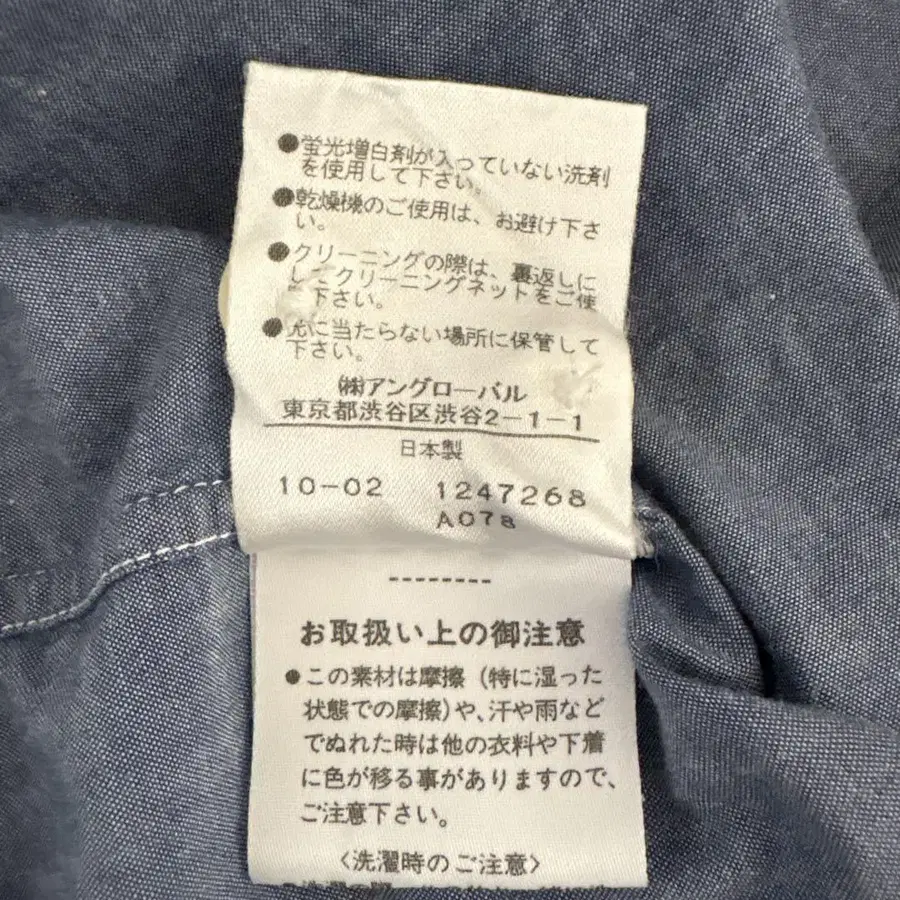 ●蛍光増白剤が入っていない洗剤
を使用して下さい。
●乾燥機のご使用は、お避け下さ
い。
●クリーニングの際は、裏返しに
してクリーニングネットをご使
下さい。
●光に当たらない場所に保管して
下さい。
㈱アングローバル
東京都渋谷区渋谷2-1-1
日本製
10-02 1247268
A078
--------
お取扱い上の御注意
●この素材は摩擦(特に湿った
状態での摩擦)や、汗や雨など
でぬれた時は他の衣料や下着
に色が移る事がありますので、
ご注意下さい。
〈洗濯時のご注意〉